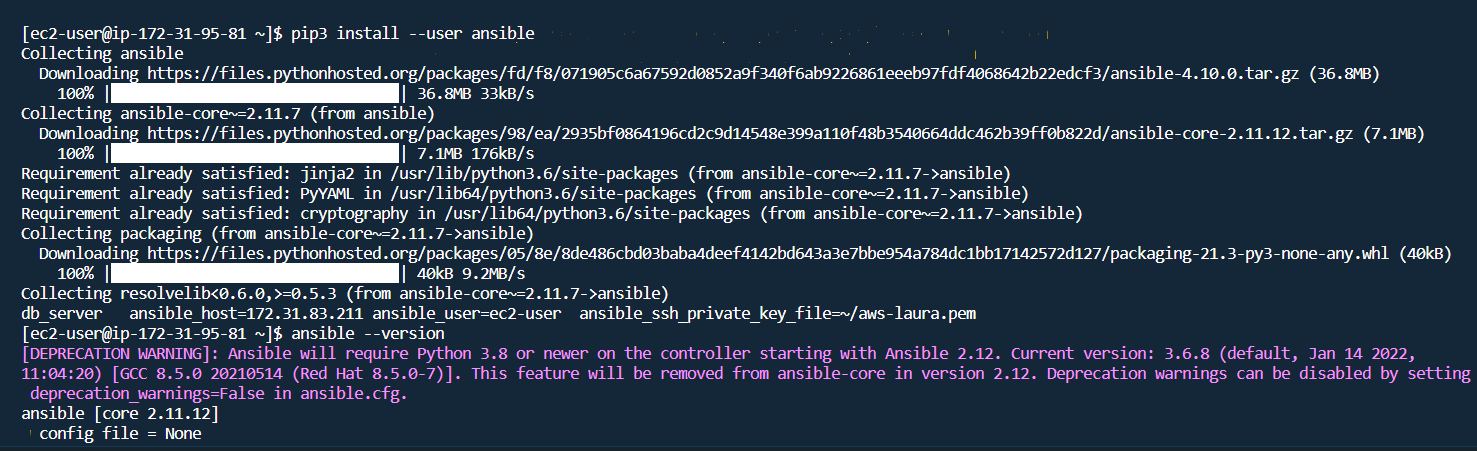 [ec2-user@ip-172-31-95-81 ~]$ pip3 install --user ansible
Collecting ansible
  Downloading https://files.pythonhosted.org/packages/fd/f8/071905c6a67592d0852a9f340f6ab9226861eeeb97fdf4068642b22edcf3/ansible-4.10.0.tar.gz (36.8MB)
    100% |████████████████████████████████| 36.8MB 33kB/s
Collecting ansible-core~=2.11.7 (from ansible)
  Downloading https://files.pythonhosted.org/packages/98/ea/2935bf0864196cd2c9d14548e399a110f48b3540664ddc462b39ff0b822d/ansible-core-2.11.12.tar.gz (7.1MB)
    100% |████████████████████████████████| 7.1MB 176kB/s
Requirement already satisfied: jinja2 in /usr/lib/python3.6/site-packages (from ansible-core~=2.11.7->ansible)
Requirement already satisfied: PyYAML in /usr/lib64/python3.6/site-packages (from ansible-core~=2.11.7->ansible)
Requirement already satisfied: cryptography in /usr/lib64/python3.6/site-packages (from ansible-core~=2.11.7->ansible)
Collecting packaging (from ansible-core~=2.11.7->ansible)
  Downloading https://files.pythonhosted.org/packages/05/8e/8de486cbd03baba4deef4142bd643a3e7bbe954a784dc1bb17142572d127/packaging-21.3-py3-none-any.whl (40kB)
    100% |████████████████████████████████| 40kB 9.2MB/s
Collecting resolvelib<0.6.0,>=0.5.3 (from ansible-core~=2.11.7->ansible)
db_server   ansible_host=172.31.83.211 ansible_user=ec2-user  ansible_ssh_private_key_file=~/aws-laura.pem
[ec2-user@ip-172-31-95-81 ~]$ ansible --version
[DEPRECATION WARNING]: Ansible will require Python 3.8 or newer on the controller starting with Ansible 2.12. Current version: 3.6.8 (default, Jan 14 2022,
11:04:20) [GCC 8.5.0 20210514 (Red Hat 8.5.0-7)]. This feature will be removed from ansible-core in version 2.12. Deprecation warnings can be disabled by setting
 deprecation_warnings=False in ansible.cfg.
ansible [core 2.11.12]
  config file = None